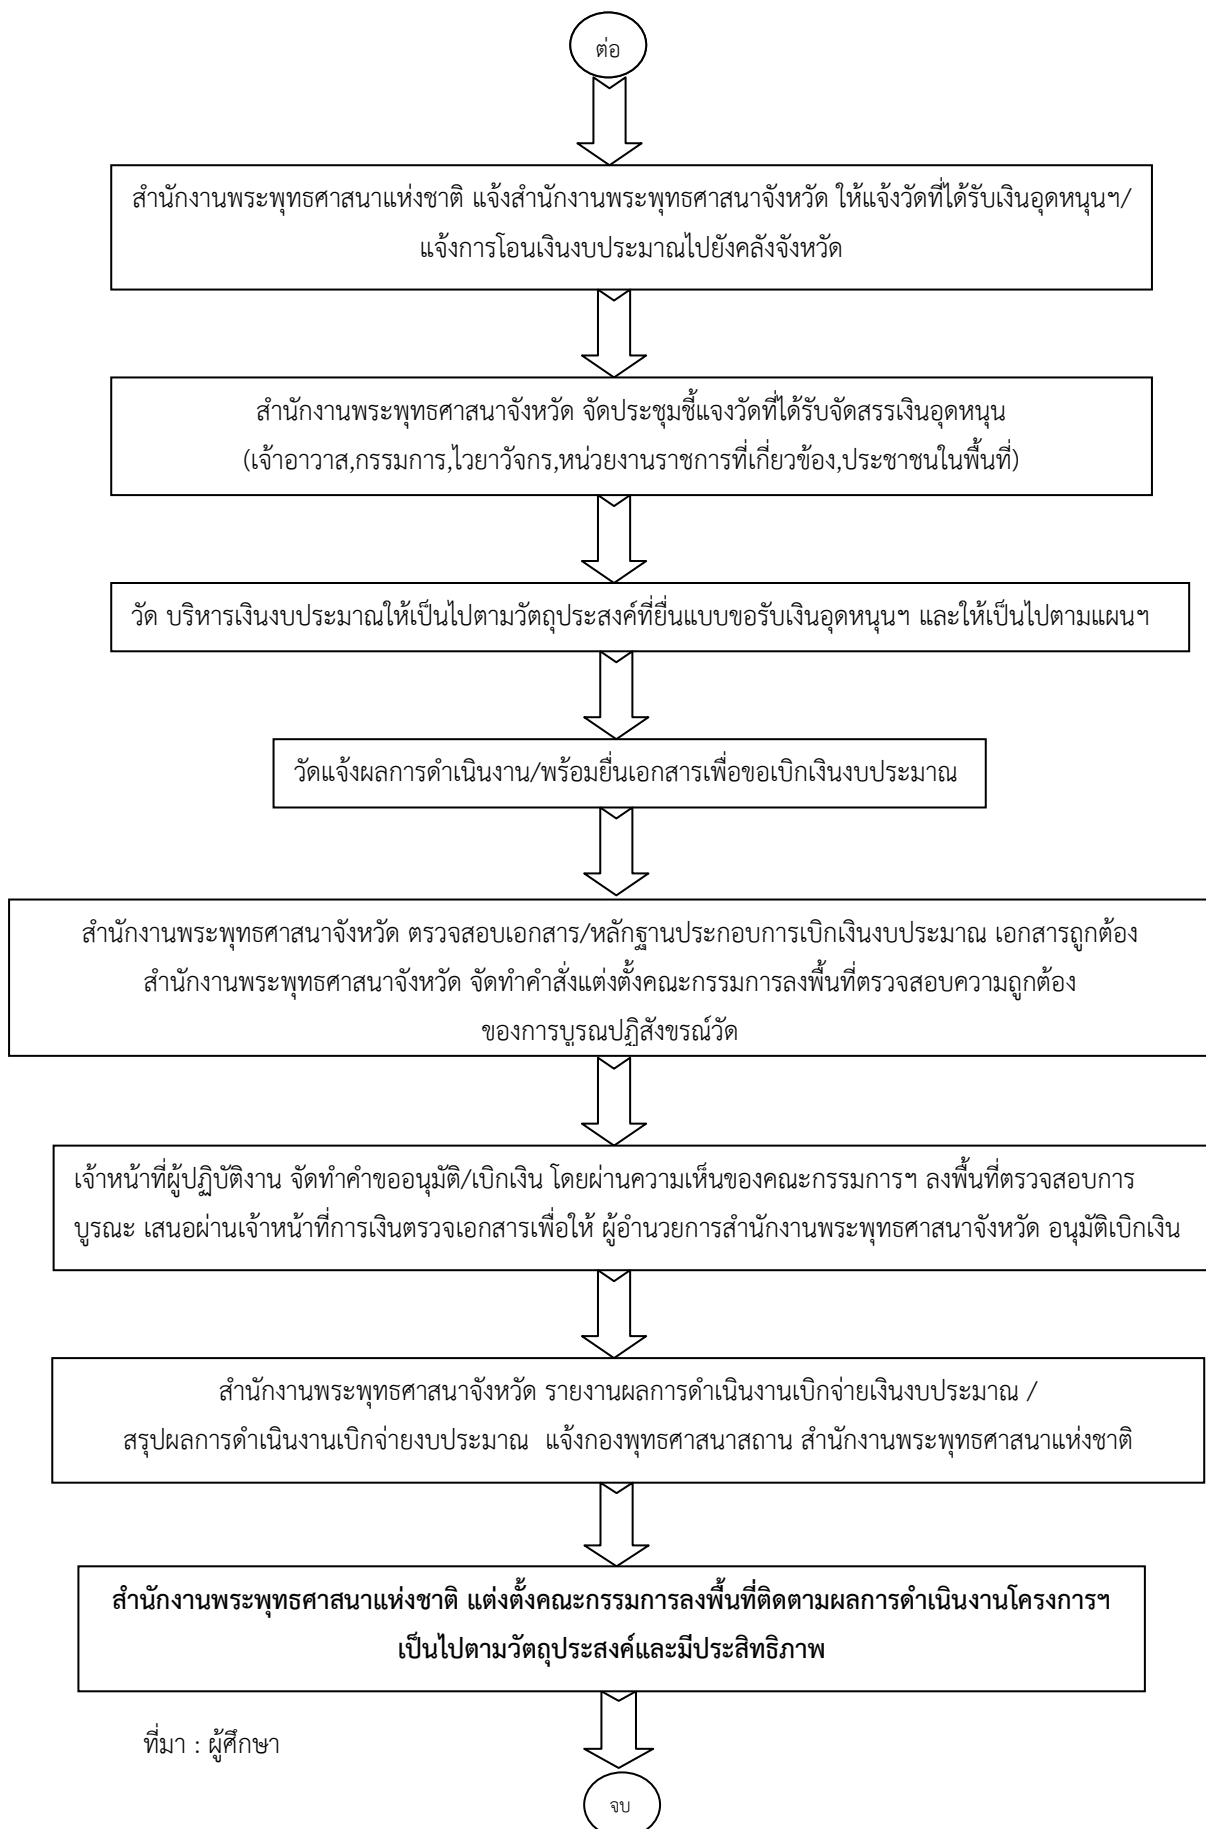 ต่อ
สำนักงานพระพุทธศาสนาแห่งชาติ แจ้งสำนักงานพระพุทธศาสนาจังหวัด ให้แจ้งวัดที่ได้รับเงินอุดหนุนฯ/
แจ้งการโอนเงินงบประมาณไปยังคลังจังหวัด
สำนักงานพระพุทธศาสนาจังหวัด จัดประชุมชี้แจงวัดที่ได้รับจัดสรรเงินอุดหนุน
(เจ้าอาวาส,กรรมการ,ไวยาวัจกร,หน่วยงานราชการที่เกี่ยวข้อง,ประชาชนในพื้นที่)
วัด บริหารเงินงบประมาณให้เป็นไปตามวัตถุประสงค์ที่ยื่นแบบขอรับเงินอุดหนุนฯ และให้เป็นไปตามแผนฯ
วัดแจ้งผลการดำเนินงาน/พร้อมยื่นเอกสารเพื่อขอเบิกเงินงบประมาณ
สำนักงานพระพุทธศาสนาจังหวัด ตรวจสอบเอกสาร/หลักฐานประกอบการเบิกเงินงบประมาณ เอกสารถูกต้อง
สำนักงานพระพุทธศาสนาจังหวัด จัดทำคำสั่งแต่งตั้งคณะกรรมการลงพื้นที่ตรวจสอบความถูกต้อง
ของการบูรณปฏิสังขรณ์วัด
เจ้าหน้าที่ผู้ปฏิบัติงาน จัดทำคำขออนุมัติ/เบิกเงิน โดยผ่านความเห็นของคณะกรรมการฯ ลงพื้นที่ตรวจสอบการ
บูรณะ เสนอผ่านเจ้าหน้าที่การเงินตรวจเอกสารเพื่อให้ ผู้อำนวยการสำนักงานพระพุทธศาสนาจังหวัด อนุมัติเบิกเงิน
สำนักงานพระพุทธศาสนาจังหวัด รายงานผลการดำเนินงานเบิกจ่ายเงินงบประมาณ /
สรุปผลการดำเนินงานเบิกจ่ายงบประมาณ  แจ้งกองพุทธศาสนสถาน สำนักงานพระพุทธศาสนาแห่งชาติ
สำนักงานพระพุทธศาสนาแห่งชาติ แต่งตั้งคณะกรรมการลงพื้นที่ติดตามผลการดำเนินงานโครงการฯ
เป็นไปตามวัตถุประสงค์และมีประสิทธิภาพ
ที่มา : ผู้ศึกษา
จบ